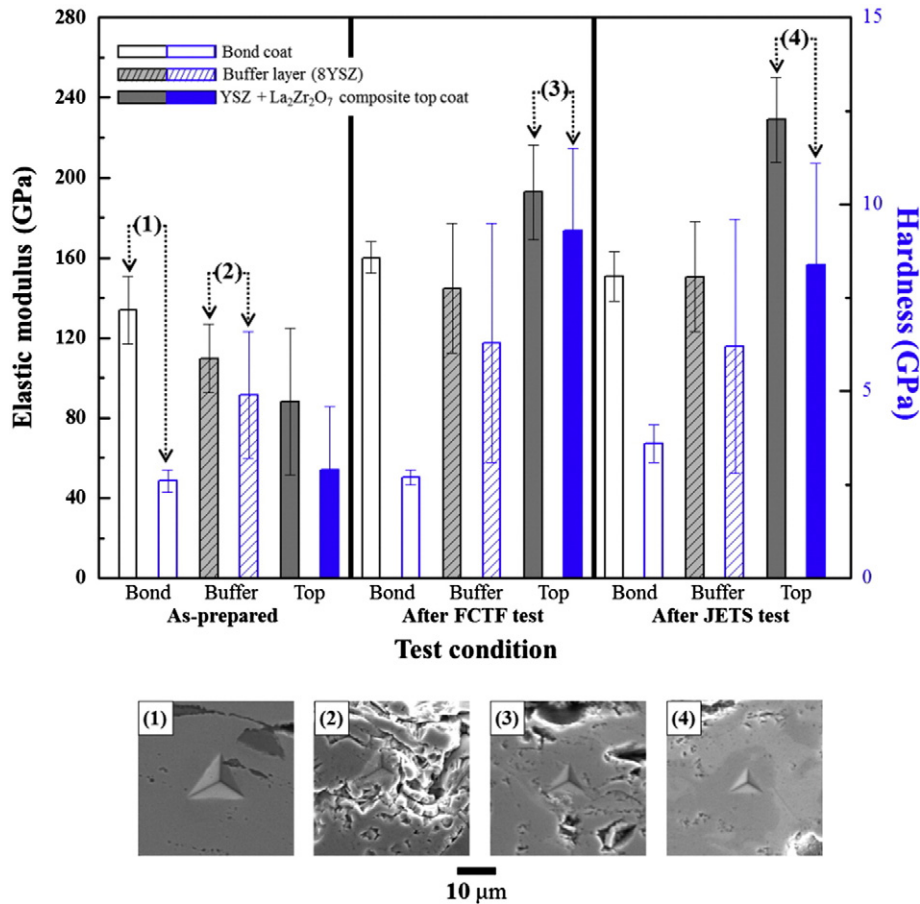 280
240
200
160
120
80
40
0
Elastic modulus (GPa)
15
10
5
0
Hardness (GPa)
Bond coat
Buffer layer (8YSZ)
YSZ + La₂Zr₂O₇ composite top coat
(1)
(2)
(3)
(4)
Bond Buffer Top Bond Buffer Top Bond Buffer Top
As-prepared After FCTF test After JETS test
Test condition
(1) (2) (3) (4)
10 μm